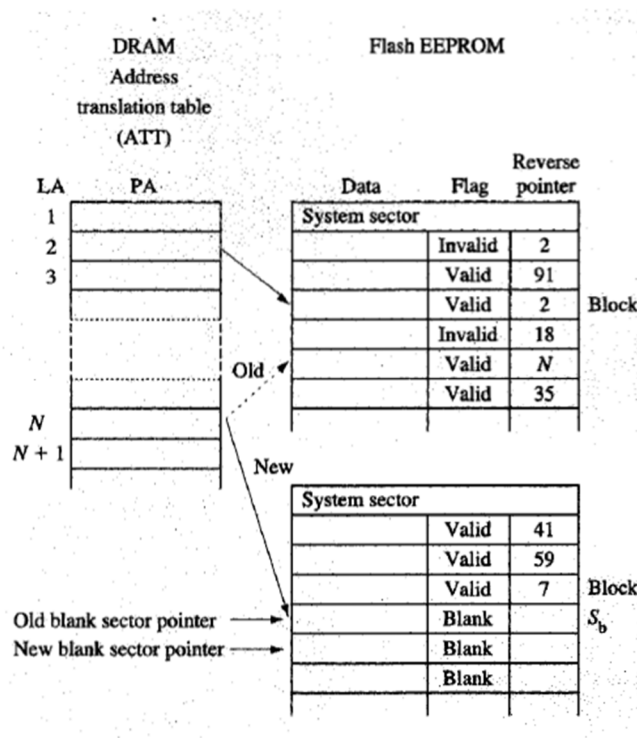 DRAM
Address
translation table
(ATT)
Flash EEPROM
LA PA
Data Flag Reverse
pointer
1
2
3
N
N + 1
Old
New
System sector
Invalid 2
Valid 91
Valid 2 Block
Invalid 18
Valid N
Valid 35
System sector
Valid 41
Valid 59
Valid 7 Block
Old blank sector pointer Blank S_b
New blank sector pointer Blank
Blank